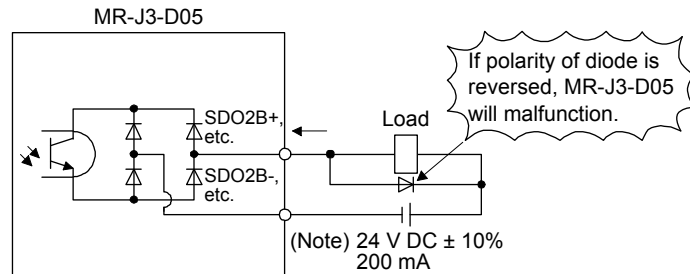 MR-J3-D05
If polarity of diode is
reversed, MR-J3-D05
will malfunction.
SDO2B+,
etc.
Load
SDO2B-,
etc.
(Note) 24 V DC ± 10%
200 mA